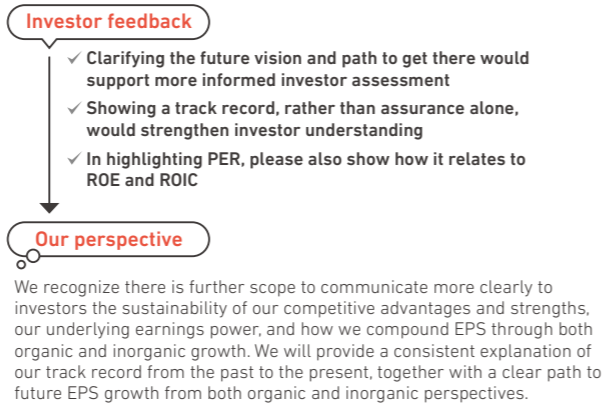 Investor feedback
✓ Clarifying the future vision and path to get there would
support more informed investor assessment
✓ Showing a track record, rather than assurance alone,
would strengthen investor understanding
✓ In highlighting PER, please also show how it relates to
ROE and ROIC
Our perspective
We recognize there is further scope to communicate more clearly to
investors the sustainability of our competitive advantages and strengths,
our underlying earnings power, and how we compound EPS through both
organic and inorganic growth. We will provide a consistent explanation of
our track record from the past to the present, together with a clear path to
future EPS growth from both organic and inorganic perspectives.